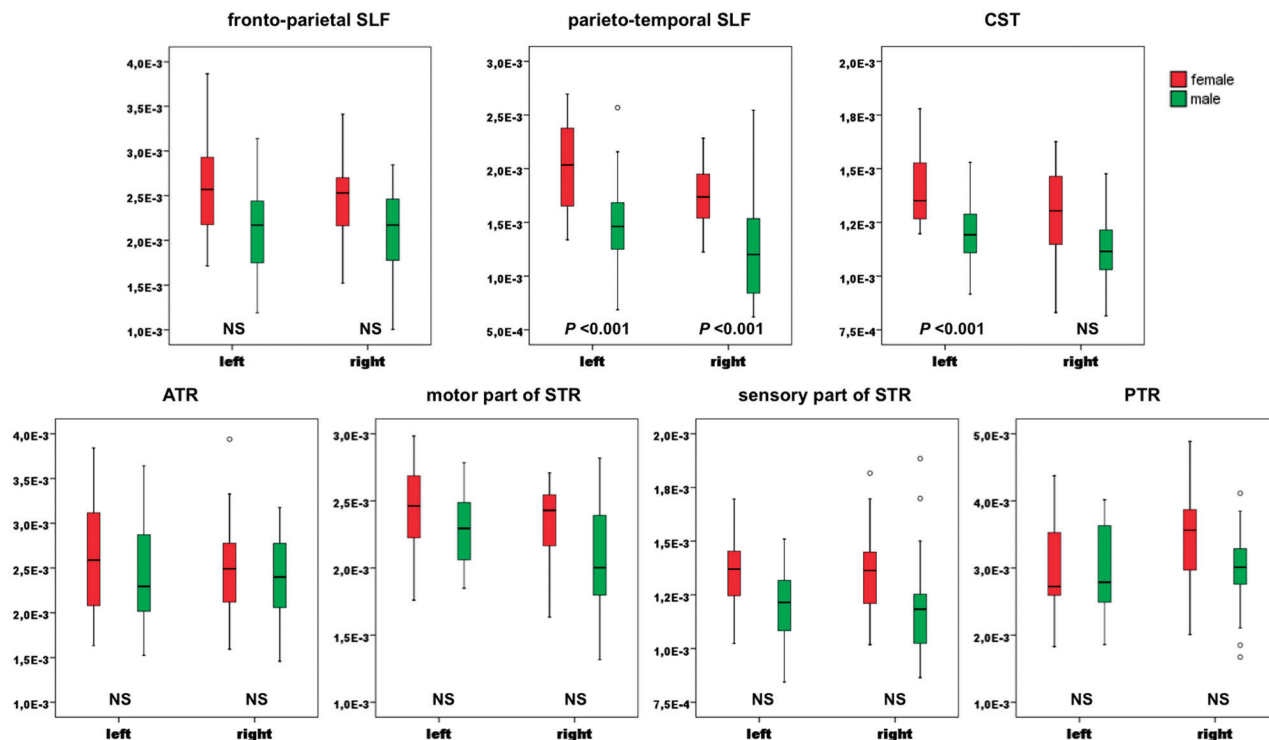 fronto-parietal SLF
parieto-temporal SLF
CST
4,0E-3
3,5E-3
3,0E-3
2,5E-3
2,0E-3
1,5E-3
1,0E-3
NS
NS
left
right
3,0E-3
2,5E-3
2,0E-3
1,5E-3
1,0E-3
5,0E-4
P <0.001
P <0.001
left
right
2,0E-3
1,8E-3
1,5E-3
1,2E-3
1,0E-3
7,5E-4
P <0.001
NS
left
right
female
male
ATR
motor part of STR
sensory part of STR
PTR
4,0E-3
3,5E-3
3,0E-3
2,5E-3
2,0E-3
1,5E-3
1,0E-3
NS
NS
left
right
3,0E-3
2,5E-3
2,0E-3
1,5E-3
1,0E-3
NS
NS
left
right
2,0E-3
1,8E-3
1,5E-3
1,2E-3
1,0E-3
7,5E-4
NS
NS
left
right
5,0E-3
4,0E-3
3,0E-3
2,0E-3
1,0E-3
NS
NS
left
right